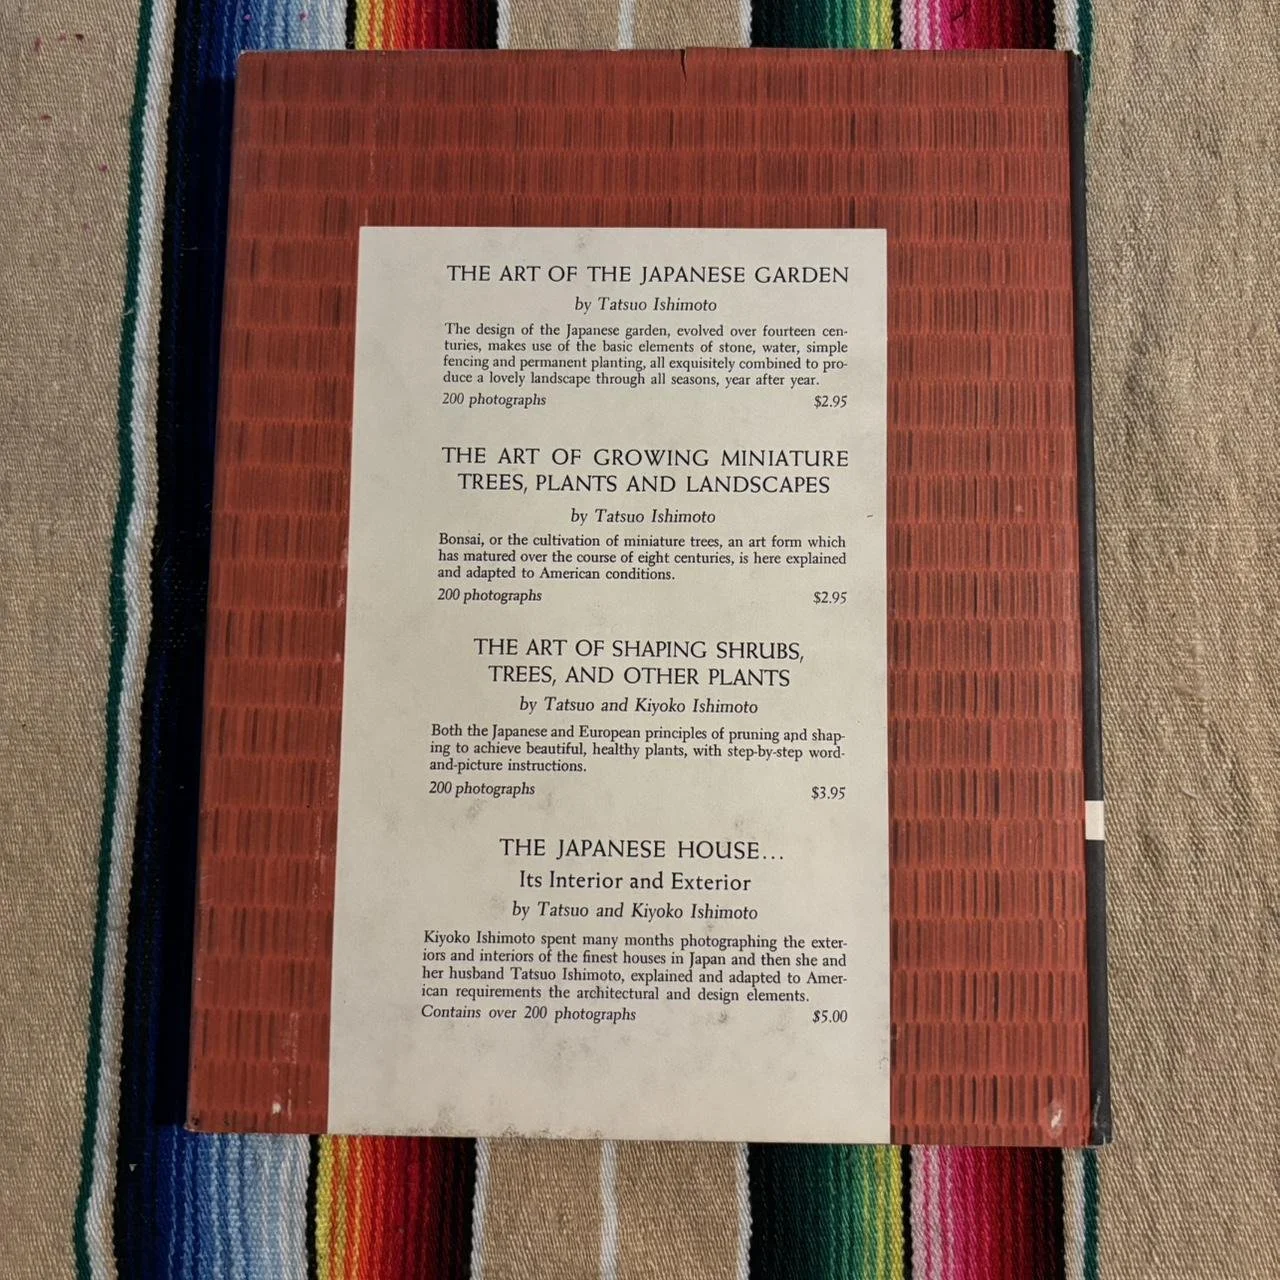 THE ART OF THE JAPANESE GARDEN
by Tatsuo Ishimoto
The design of the Japanese garden, evolved over fourteen cen-
turies, makes use of the basic elements of stone, water, simple
fencing and permanent planting, all exquisitely combined to pro-
duce a lovely landscape through all seasons, year after year.
200 photographs $2.95
THE ART OF GROWING MINIATURE
TREES, PLANTS AND LANDSCAPES
by Tatsuo Ishimoto
Bonsai, or the cultivation of miniature trees, an art form which
has matured over the course of eight centuries, is here explained
and adapted to American conditions.
200 photographs $2.95
THE ART OF SHAPING SHRUBS,
TREES, AND OTHER PLANTS
by Tatsuo and Kiyoko Ishimoto
Both the Japanese and European principles of pruning and shap-
ing to achieve beautiful, healthy plants, with step-by-step word-
and-picture instructions.
200 photographs $3.95
THE JAPANESE HOUSE...
Its Interior and Exterior
by Tatsuo and Kiyoko Ishimoto
Kiyoko Ishimoto spent many months photographing the exter-
iors and interiors of the finest houses in Japan and then she and
her husband Tatsuo Ishimoto, explained and adapted to Amer-
ican requirements the architectural and design elements.
Contains over 200 photographs $5.00